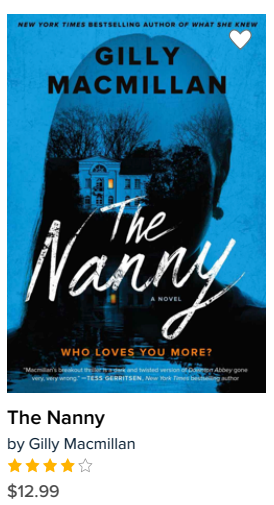 NEW YORK TIMES BESTSELLING AUTHOR OF WHAT SHE KNEW
GILLY
MACMILLAN
The
Nanny
A NOVEL
WHO LOVES YOU MORE?
"Macmillan's breakout thriller is a dark and twisted version of Downton Abbey gone
very, very wrong." —TESS GERRITSEN, New York Times bestselling author
The Nanny
by Gilly Macmillan
$12.99